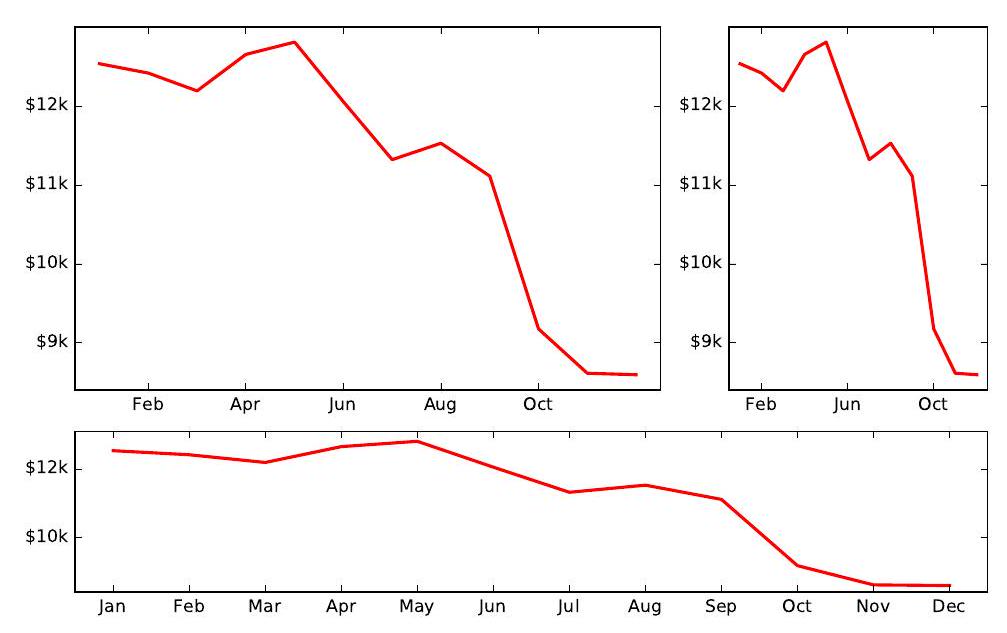 $12k
$11k
$10k
$9k
Feb Apr Jun Aug Oct
$12k
$11k
$10k
$9k
Feb Jun Oct
$12k
$10k
Jan Feb Mar Apr May Jun Jul Aug Sep Oct Nov Dec